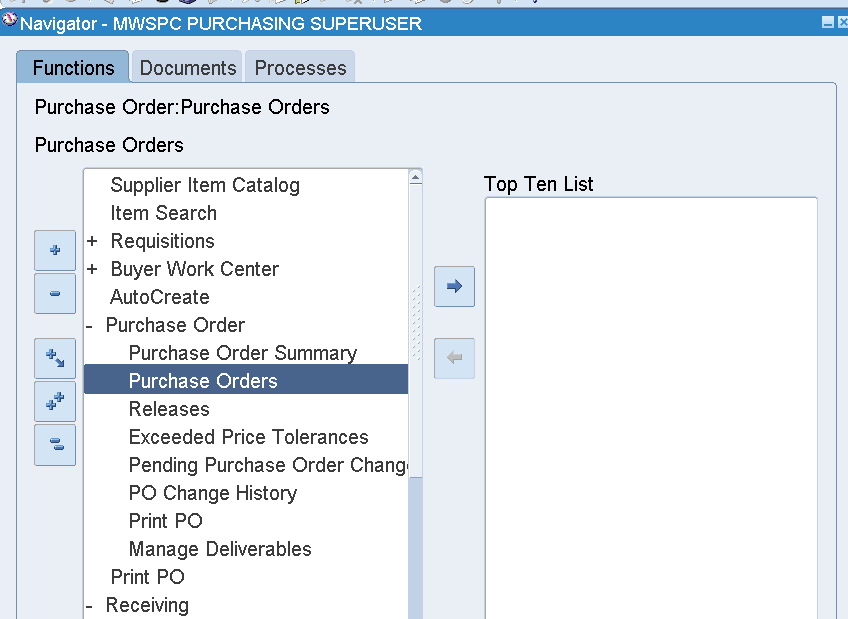 Navigator - MWSPC PURCHASING SUPERUSER
Functions Documents Processes
Purchase Order:Purchase Orders
Purchase Orders
Top Ten List
Supplier Item Catalog
Item Search
+ Requisitions
+ Buyer Work Center
AutoCreate
- Purchase Order
Purchase Order Summary
Purchase Orders
Releases
Exceeded Price Tolerances
Pending Purchase Order Chang
PO Change History
Print PO
Manage Deliverables
Print PO
- Receiving